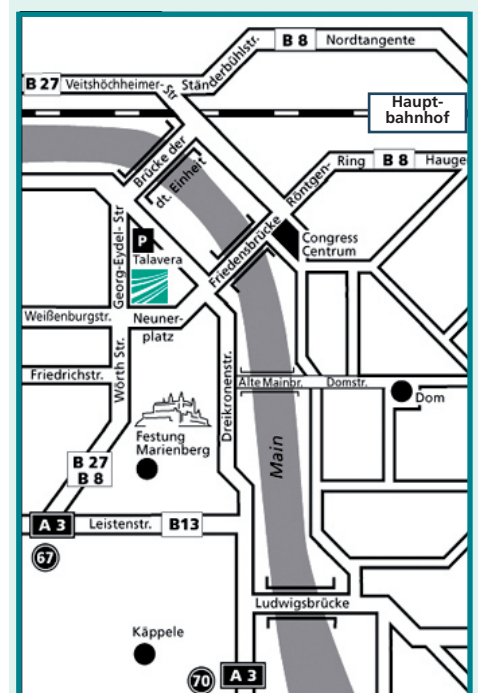 B 8 Nordtangente
Ständerbühlstr.
B 27 Veitshöchheimer-Str
Haupt-
bahnhof
Brücke der
dt. Einheit
Röntgen-
Ring B 8 Hauge
Georg-Eydel-Str
P
Talavera
Friedensbrücke
Congress
Centrum
Weißenburgstr.
Neuner-
platz
Friedrichstr.
Wörth Str.
Dreikronenstr.
Alte Mainbr. Domstr.
Dom
Festung
Marienberg
Main
B 27
B 8
A 3
Leistenstr. B13
67
Ludwigsbrücke
Käppele
70 A 3